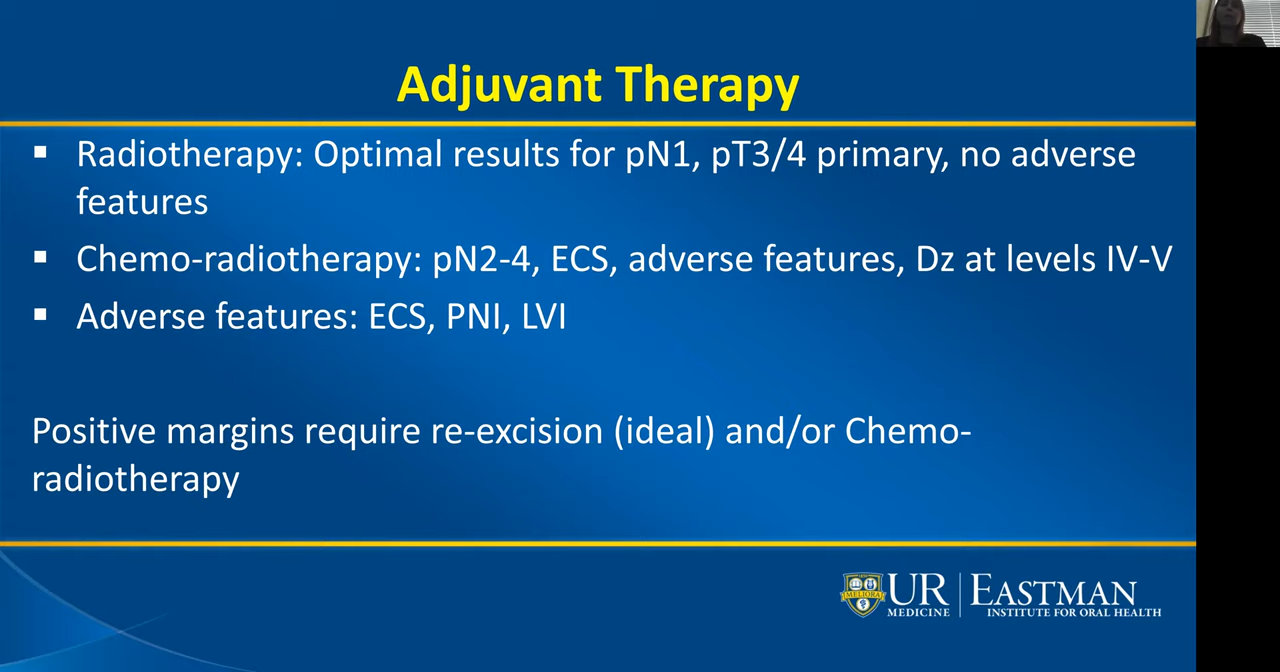 Adjuvant Therapy
▪ Radiotherapy: Optimal results for pN1, pT3/4 primary, no adverse
features
▪ Chemo-radiotherapy: pN2-4, ECS, adverse features, Dz at levels IV-V
▪ Adverse features: ECS, PNI, LVI
Positive margins require re-excision (ideal) and/or Chemo-
radiotherapy
MELIORA
UR
MEDICINE
EASTMAN
INSTITUTE FOR ORAL HEALTH